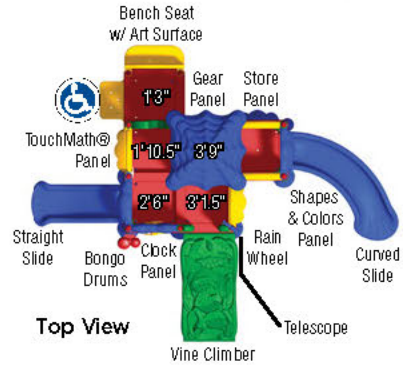 Bench Seat
w/ Art Surface
Gear
Panel
Store
Panel
1'3"
TouchMath®
Panel
1'10.5"
3'9"
2'6"
3'1.5"
Straight
Slide
Bongo
Drums
Clock
Panel
Rain
Wheel
Shapes
& Colors
Panel
Curved
Slide
Top View
Telescope
Vine Climber